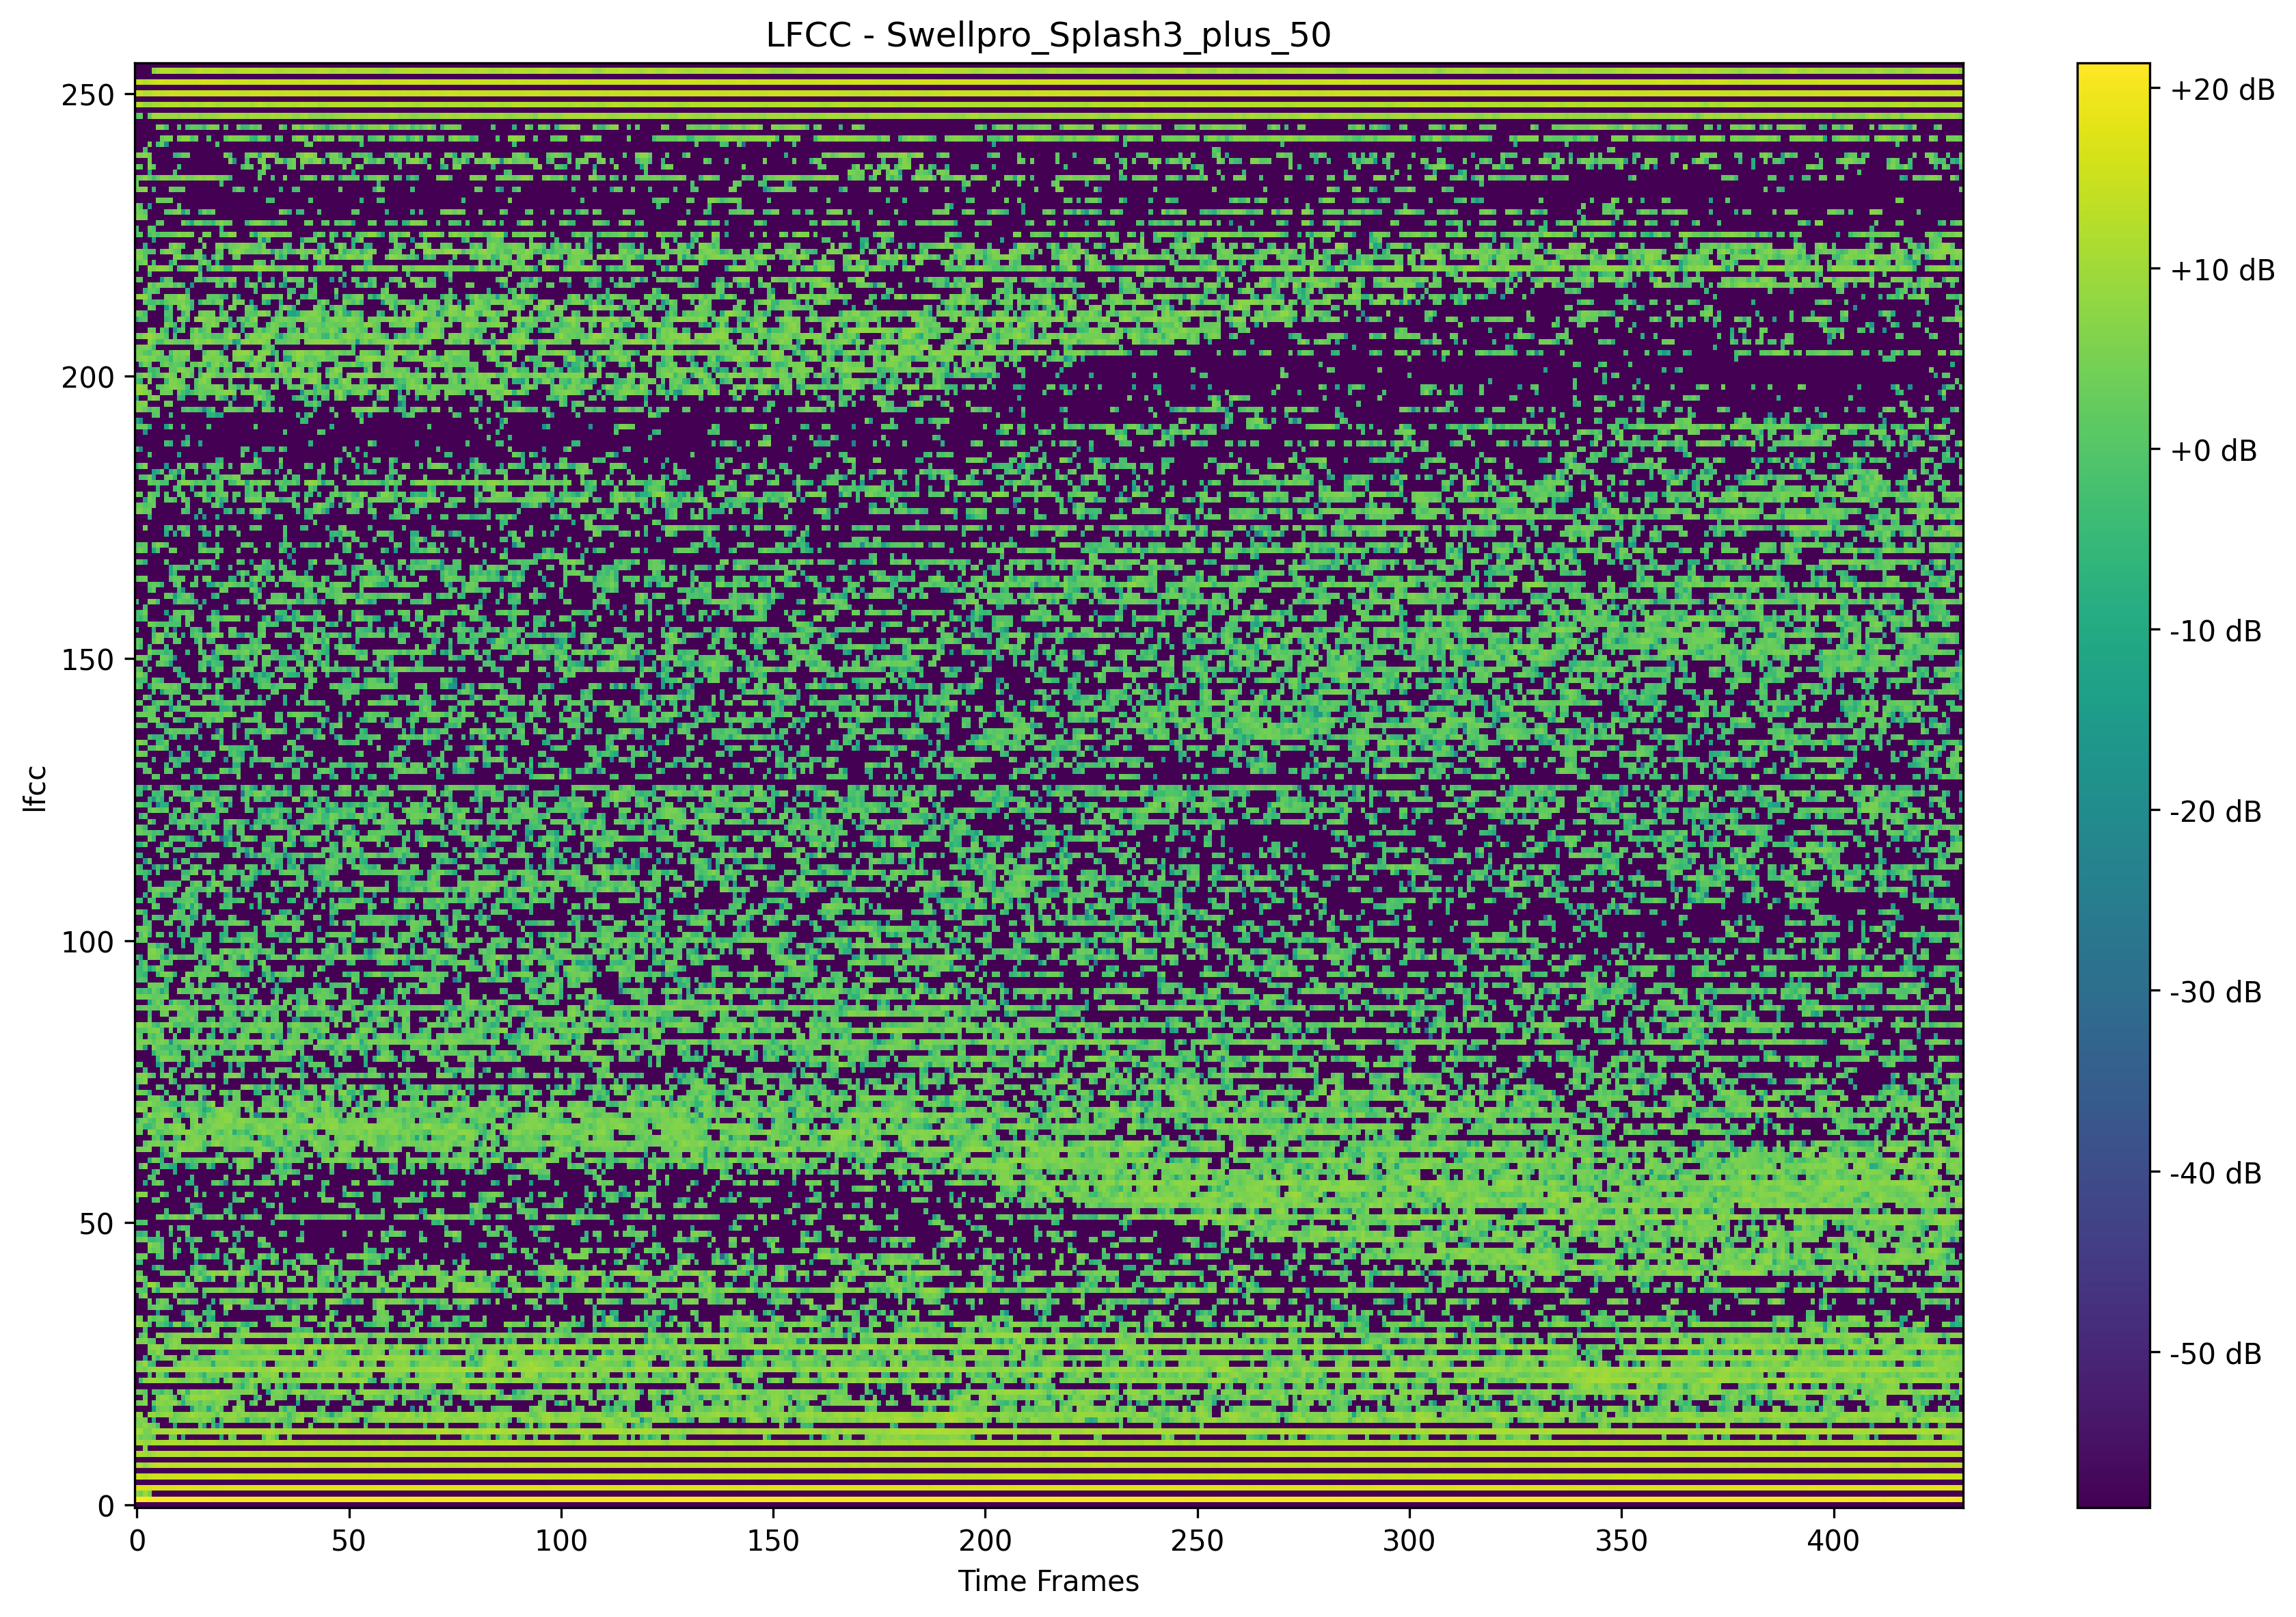 LFCC - Swellpro_Splash3_plus_50
250
200
150
100
50
0
lfcc
0 50 100 150 200 250 300 350 400
Time Frames
+20 dB
+10 dB
+0 dB
-10 dB
-20 dB
-30 dB
-40 dB
-50 dB